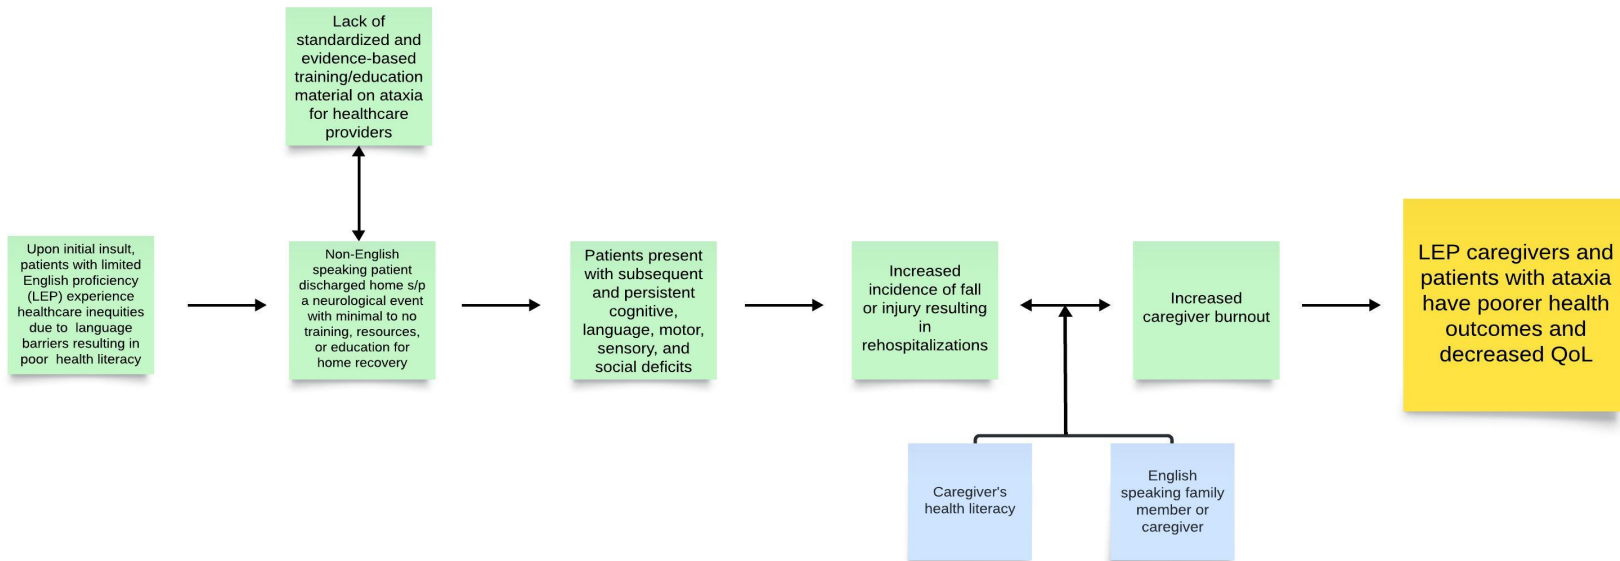 Lack of
standardized and
evidence-based
training/education
material on ataxia
for healthcare
providers
Upon initial insult,
patients with limited
English proficiency
(LEP) experience
healthcare inequities
due to language
barriers resulting in
poor health literacy
Non-English
speaking patient
discharged home s/p
a neurological event
with minimal to no
training, resources,
or education for
home recovery
Patients present
with subsequent
and persistent
cognitive,
language, motor,
sensory, and
social deficits
Increased
incidence of fall
or injury resulting
in
rehospitalizations
Increased
caregiver burnout
LEP caregivers and
patients with ataxia
have poorer health
outcomes and
decreased QoL
Caregiver's
health literacy
English
speaking family
member or
caregiver